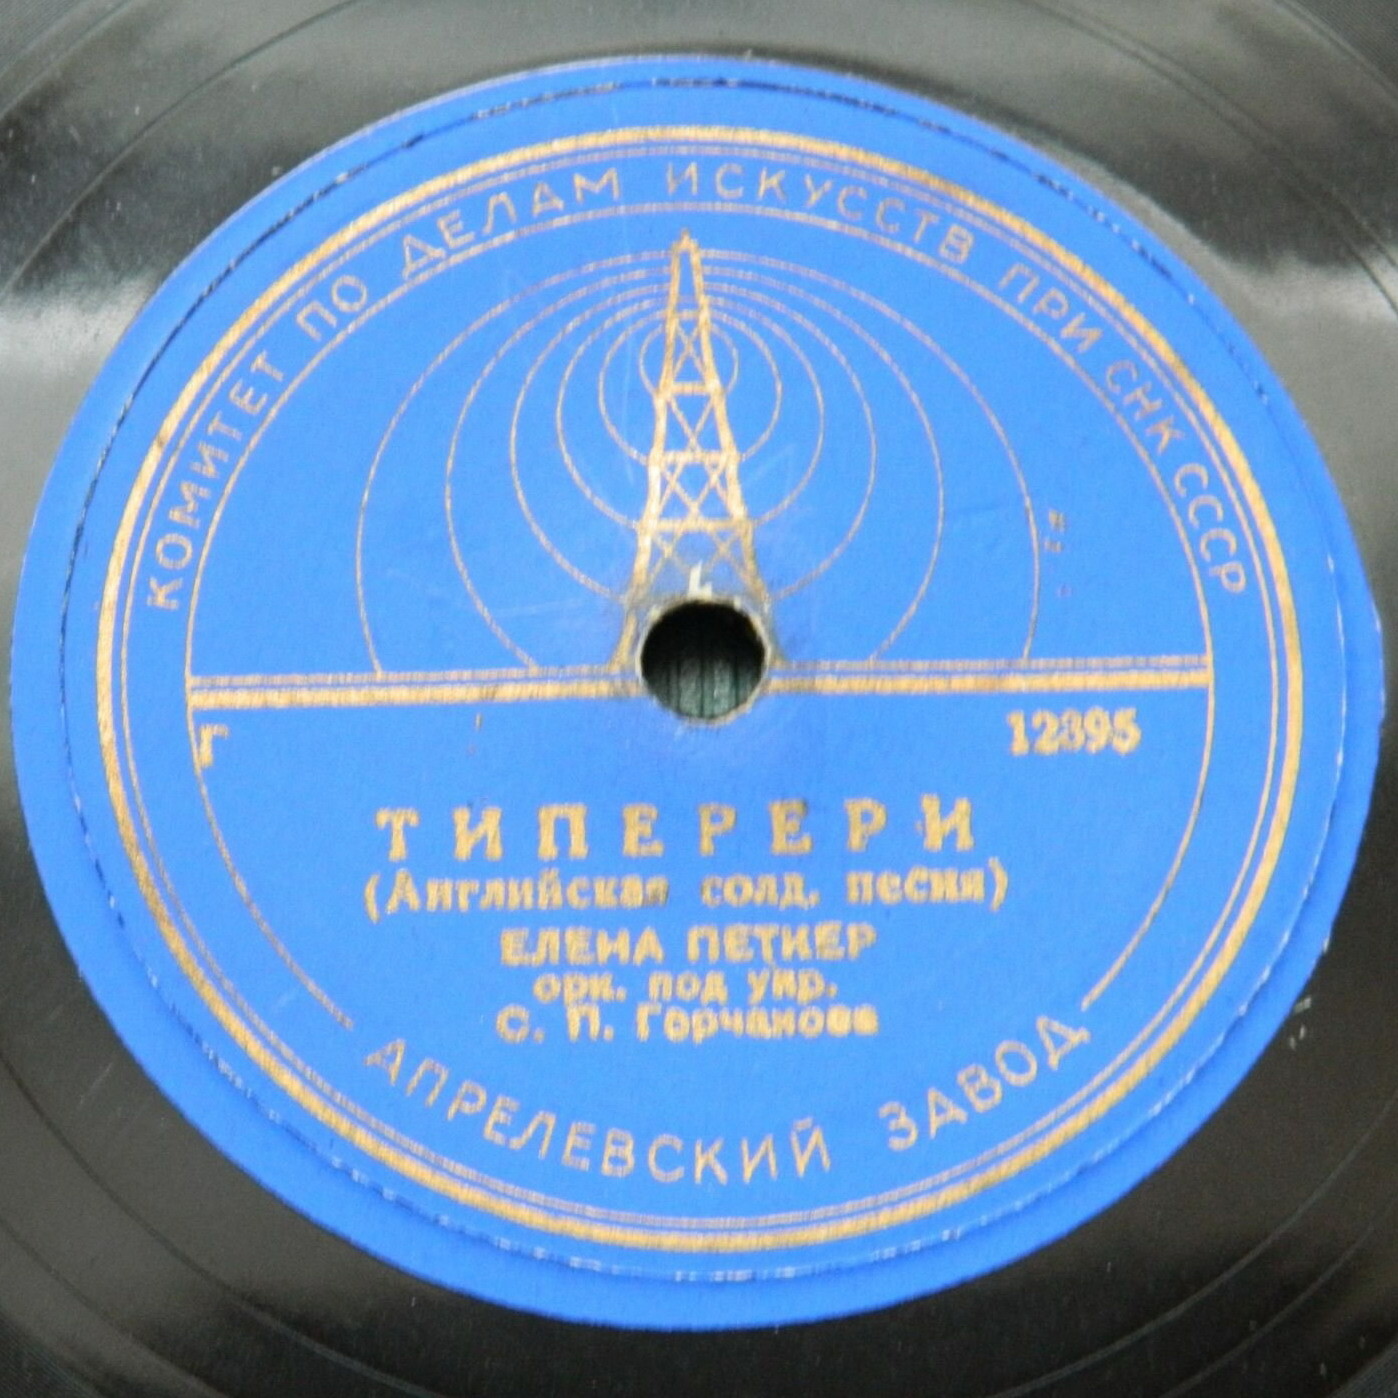 КОМИТЕТ ПО ДЕЛАМ ИСКУССТВ ПРИ СНК СССР
Г 12395
ТИПЕРЕРИ
(Английская солд. песня)
ЕЛЕНА ПЕТКЕР
орк. под упр.
С. П. Горчакова
АПРЕЛЕВСКИЙ ЗАВОД